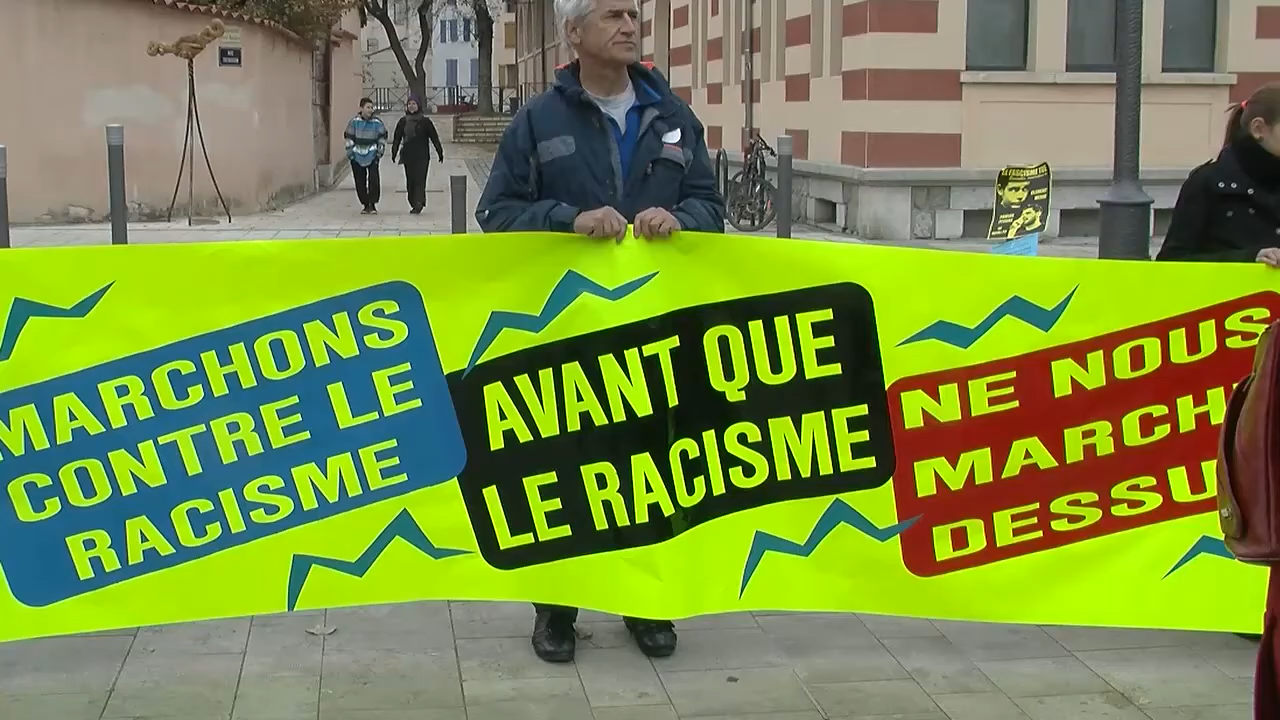 MARCHONS
CONTRE LE
RACISME
AVANT QUE
LE RACISME
NE NOUS
MARCH
DESSU